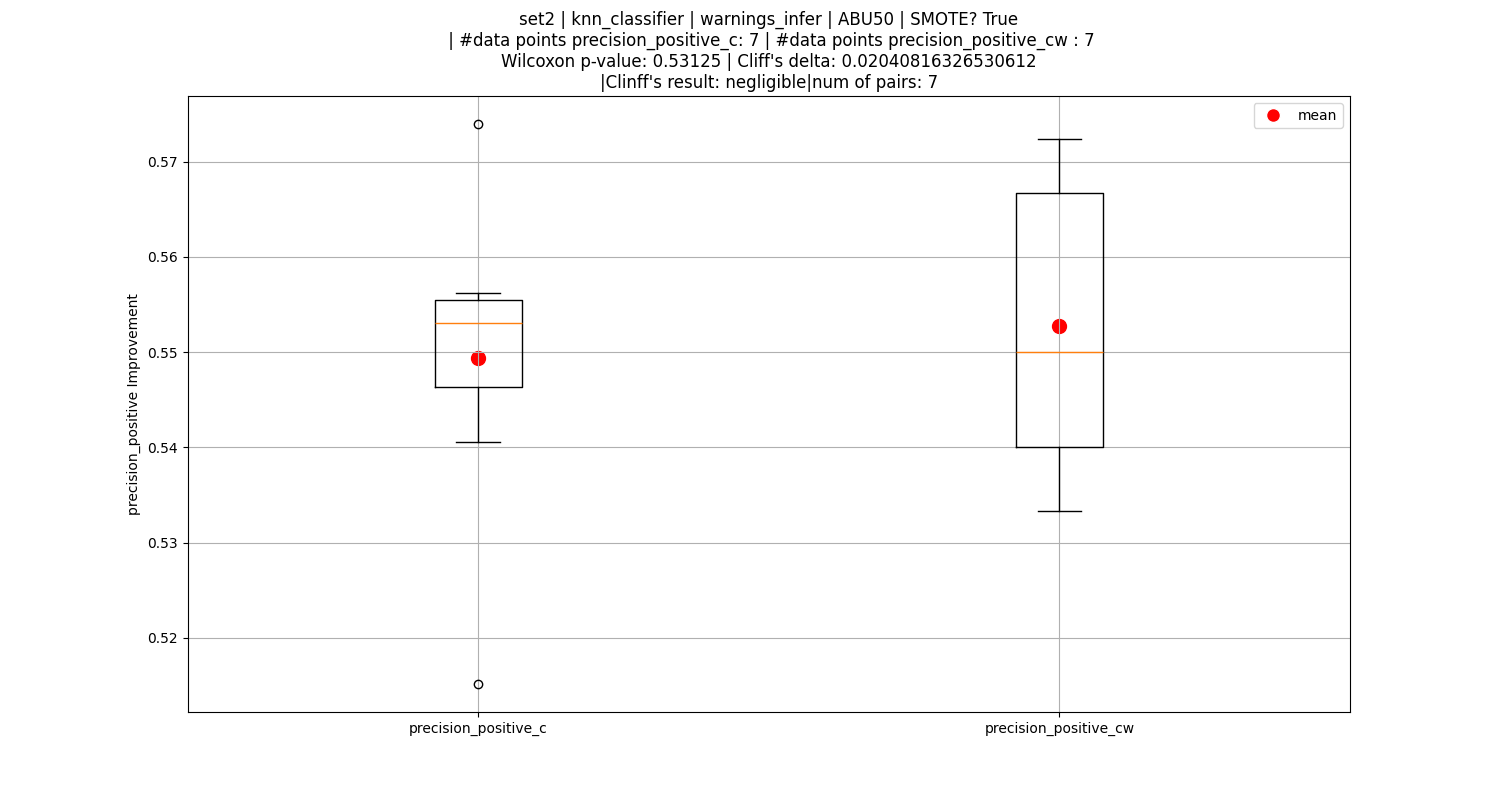 set2 | knn_classifier | warnings_infer | ABU50 | SMOTE? True
| #data points precision_positive_c: 7 | #data points precision_positive_cw : 7
Wilcoxon p-value: 0.53125 | Cliff's delta: 0.02040816326530612
|Clinff's result: negligible|num of pairs: 7
mean
0.57
0.56
0.55
0.54
0.53
0.52
precision_positive Improvement
precision_positive_c
precision_positive_cw